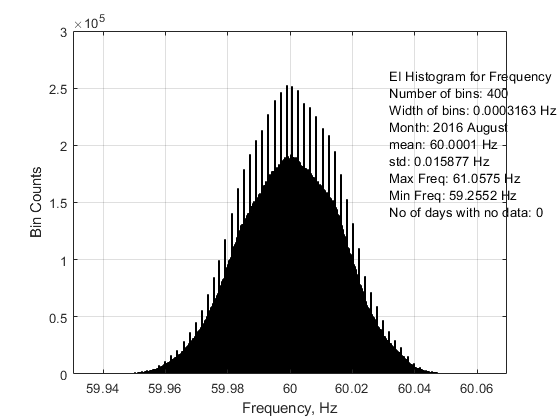 ×10⁵
3
2.5
2
1.5
1
0.5
0
Bin Counts
EI Histogram for Frequency
Number of bins: 400
Width of bins: 0.0003163 Hz
Month: 2016 August
mean: 60.0001 Hz
std: 0.015877 Hz
Max Freq: 61.0575 Hz
Min Freq: 59.2552 Hz
No of days with no data: 0
59.94 59.96 59.98 60 60.02 60.04 60.06
Frequency, Hz